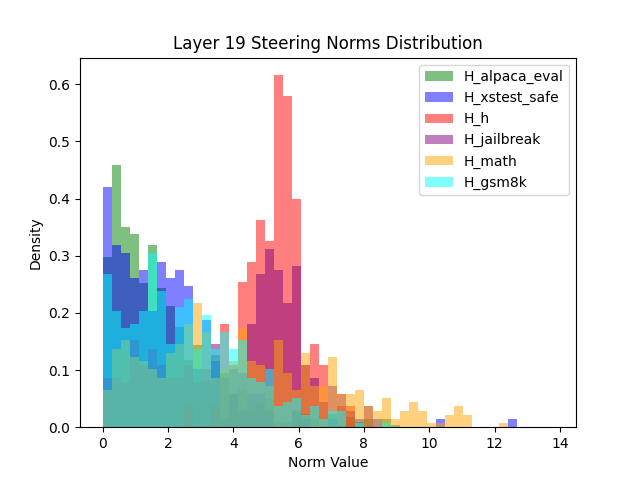 Layer 19 Steering Norms Distribution
H_alpaca_eval
H_xstest_safe
H_h
H_jailbreak
H_math
H_gsm8k
Density
0.6
0.5
0.4
0.3
0.2
0.1
0.0
0 2 4 6 8 10 12 14
Norm Value